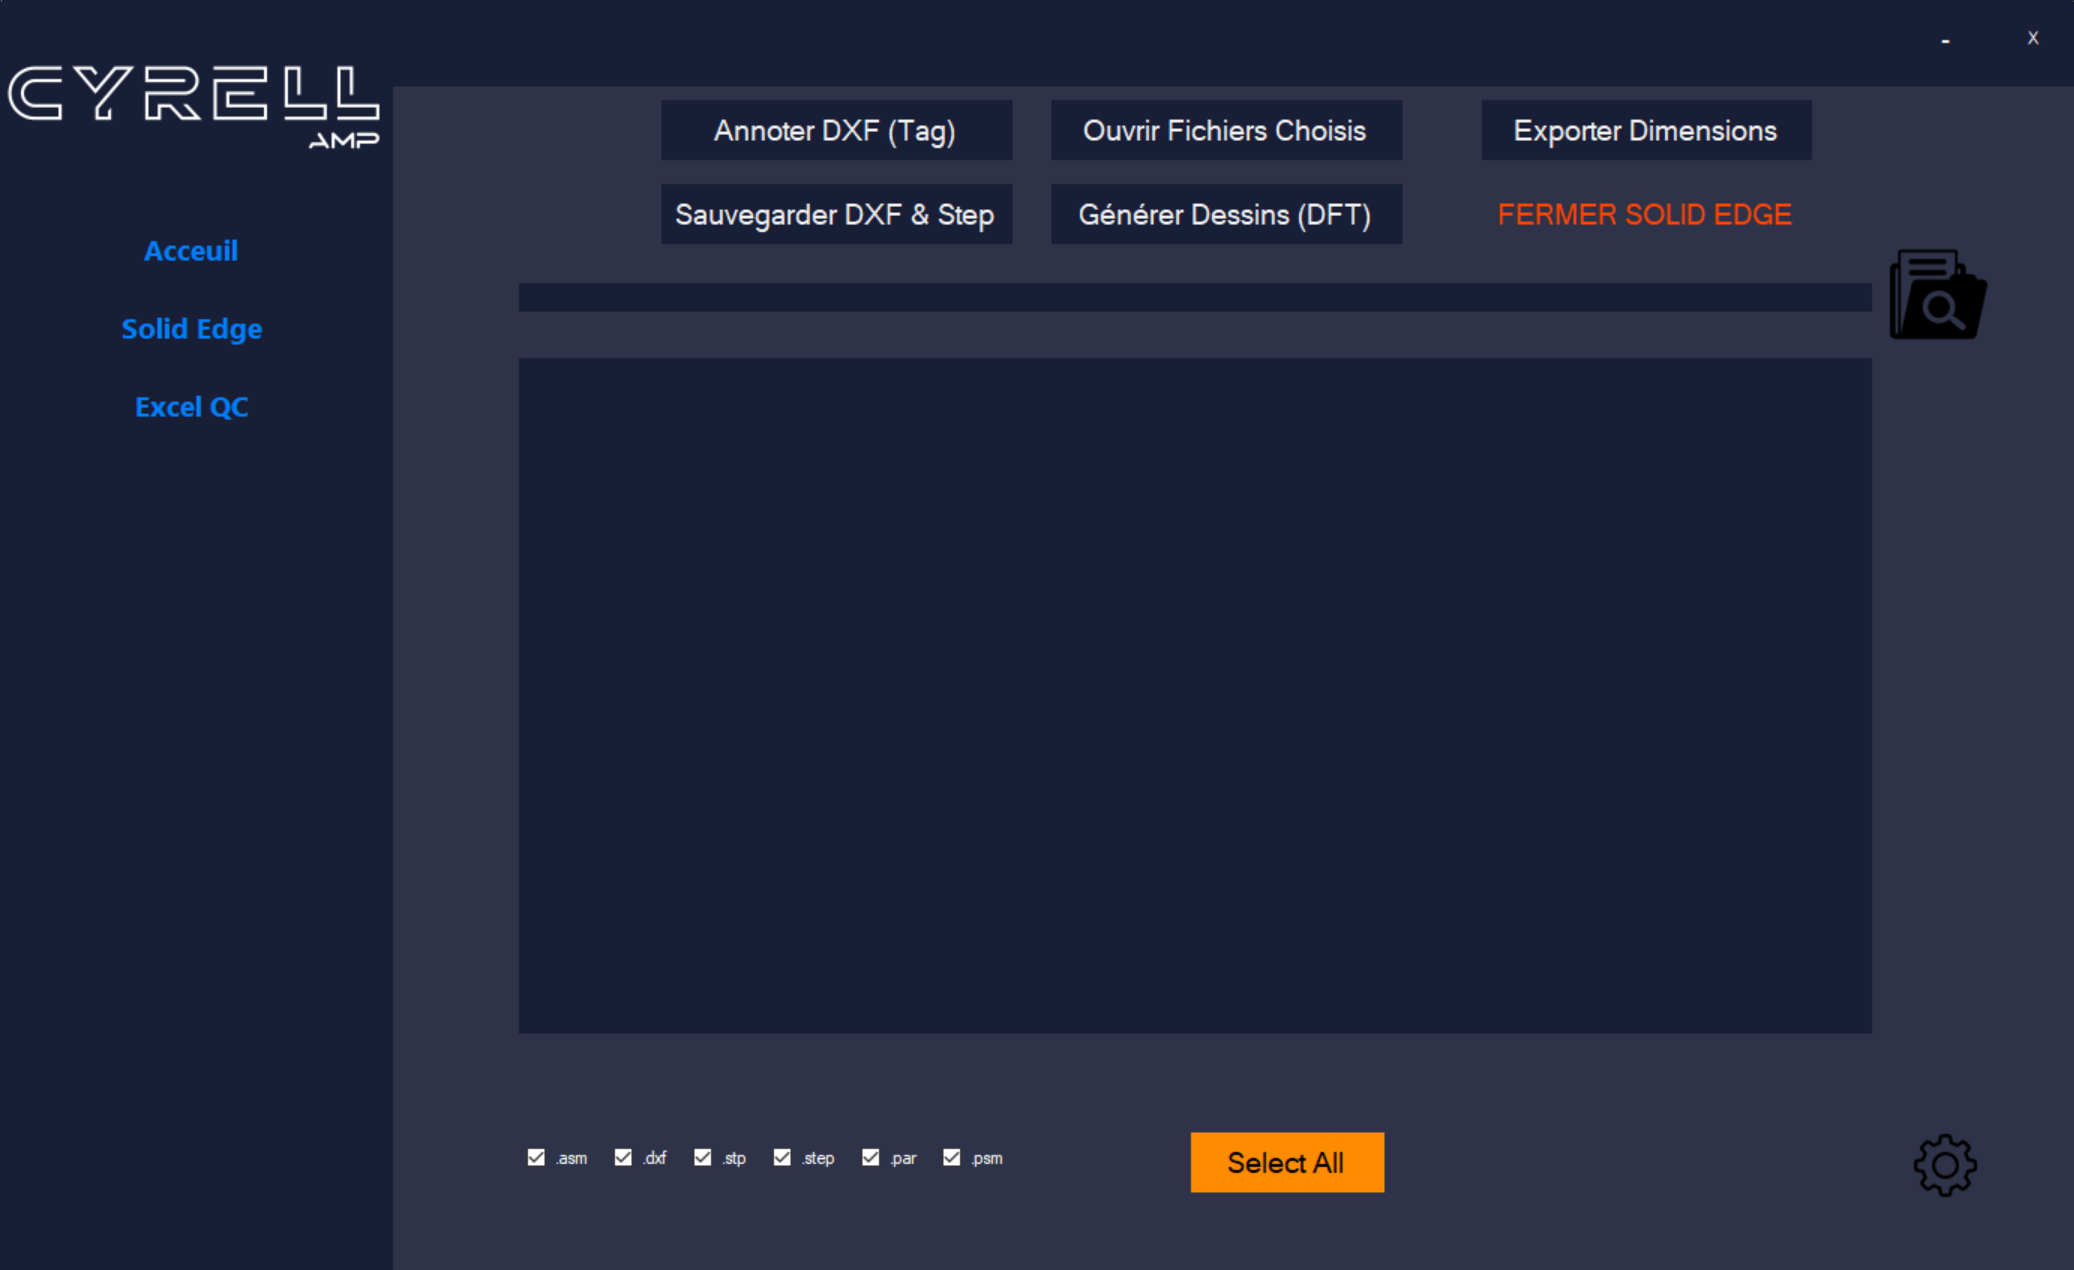 - X
CYRELL
AMP
Acceuil
Solid Edge
Excel QC
Annoter DXF (Tag)
Ouvrir Fichiers Choisis
Exporter Dimensions
Sauvegarder DXF & Step
Générer Dessins (DFT)
FERMER SOLID EDGE
.asm .dxf .stp .step .par .psm
Select All